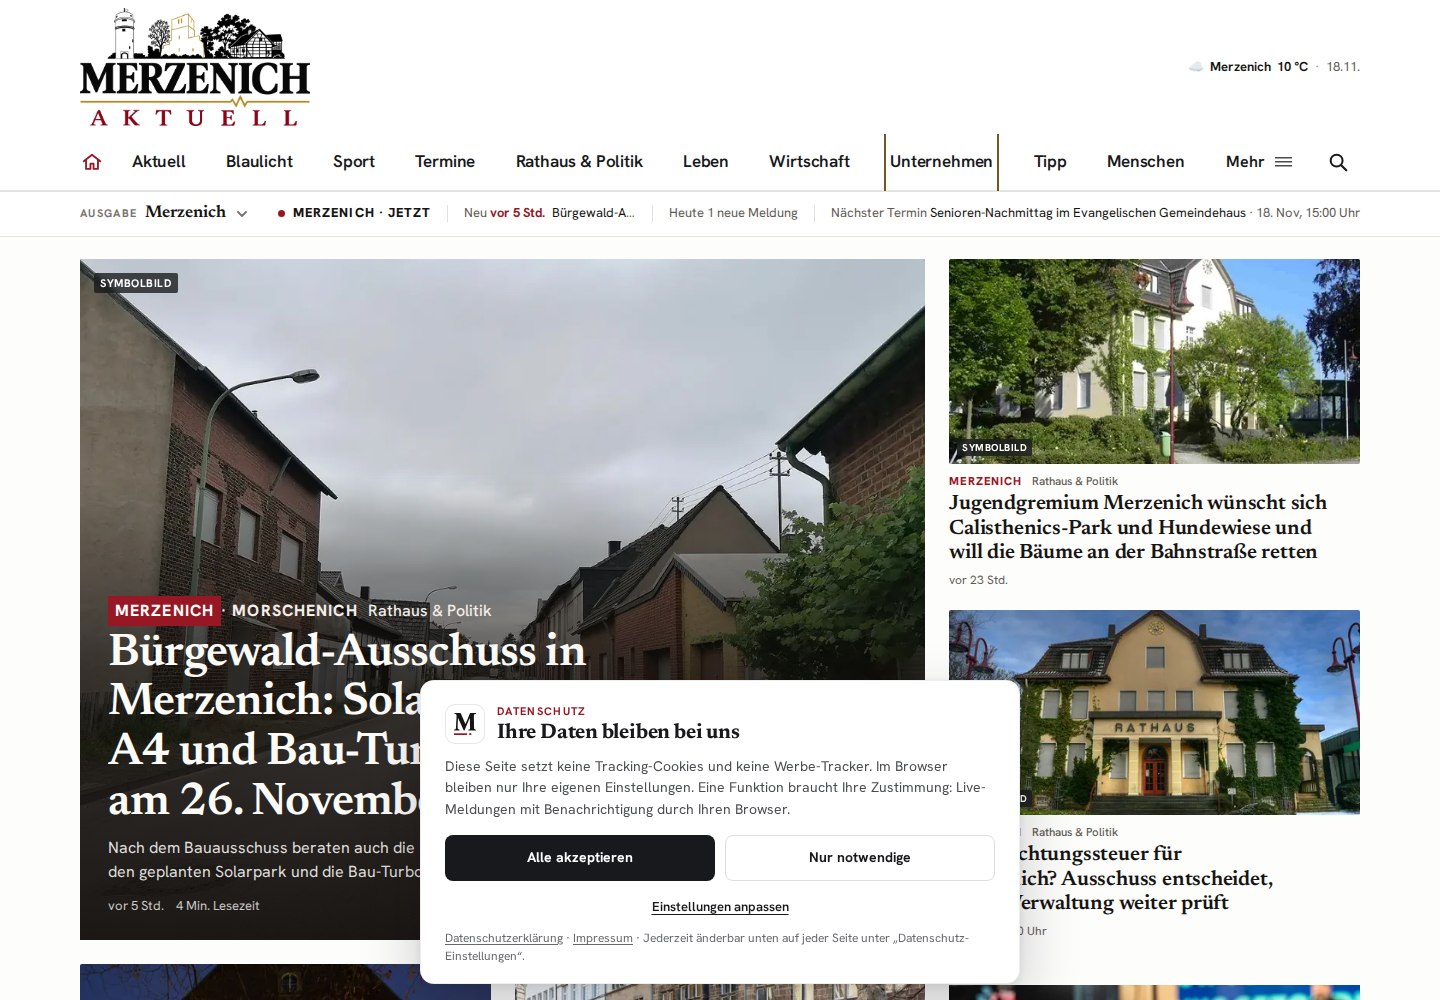 MERZENICH
AKTUELL
Merzenich 10 °C · 18.11.
Aktuell Blaulicht Sport Termine Rathaus & Politik Leben Wirtschaft Unternehmen Tipp Menschen Mehr
AUSGABE Merzenich MERZENICH · JETZT Neu vor 5 Std. Bürgewald-A... Heute 1 neue Meldung Nächster Termin Senioren-Nachmittag im Evangelischen Gemeindehaus · 18. Nov, 15:00 Uhr
SYMBOLBILD
MERZENICH · MORSCHENICH Rathaus & Politik
Bürgewald-Ausschuss in
Merzenich: Sola
A4 und Bau-Tur
am 26. Novembe
Nach dem Bauausschuss beraten auch die
den geplanten Solarpark und die Bau-Turbo
vor 5 Std. 4 Min. Lesezeit
SYMBOLBILD
MERZENICH Rathaus & Politik
Jugendgremium Merzenich wünscht sich
Calisthenics-Park und Hundewiese und
will die Bäume an der Bahnstraße retten
vor 23 Std.
RATHAUS
Rathaus & Politik
chtungssteuer für
ich? Ausschuss entscheidet,
Verwaltung weiter prüft
Uhr
M
DATENSCHUTZ
Ihre Daten bleiben bei uns
Diese Seite setzt keine Tracking-Cookies und keine Werbe-Tracker. Im Browser
bleiben nur Ihre eigenen Einstellungen. Eine Funktion braucht Ihre Zustimmung: Live-
Meldungen mit Benachrichtigung durch Ihren Browser.
Alle akzeptieren Nur notwendige
Einstellungen anpassen
Datenschutzerklärung · Impressum · Jederzeit änderbar unten auf jeder Seite unter „Datenschutz-
Einstellungen“.